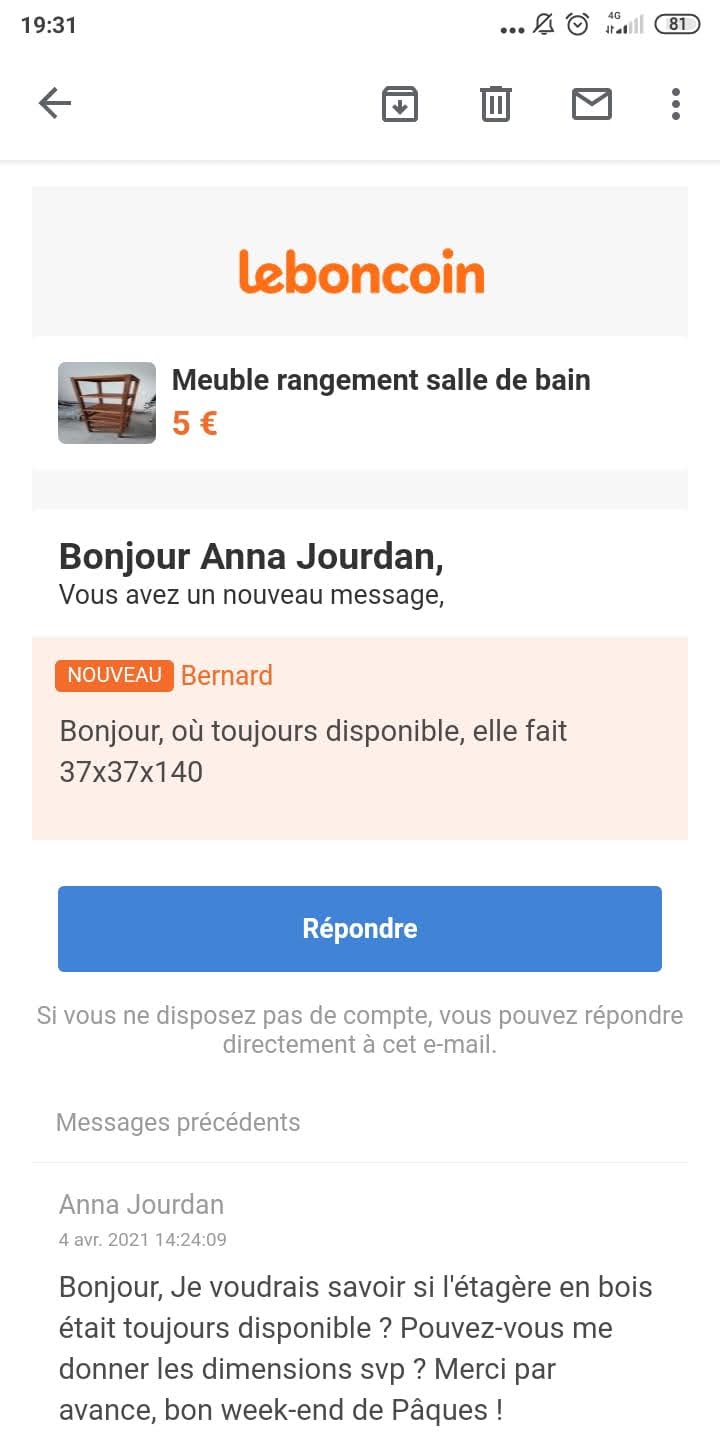 19:31
4G
81
leboncoin
Meuble rangement salle de bain
5 €
Bonjour Anna Jourdan,
Vous avez un nouveau message,
NOUVEAU Bernard
Bonjour, où toujours disponible, elle fait
37x37x140
Répondre
Si vous ne disposez pas de compte, vous pouvez répondre
directement à cet e-mail.
Messages précédents
Anna Jourdan
4 avr. 2021 14:24:09
Bonjour, Je voudrais savoir si l'étagère en bois
était toujours disponible ? Pouvez-vous me
donner les dimensions svp ? Merci par
avance, bon week-end de Pâques !